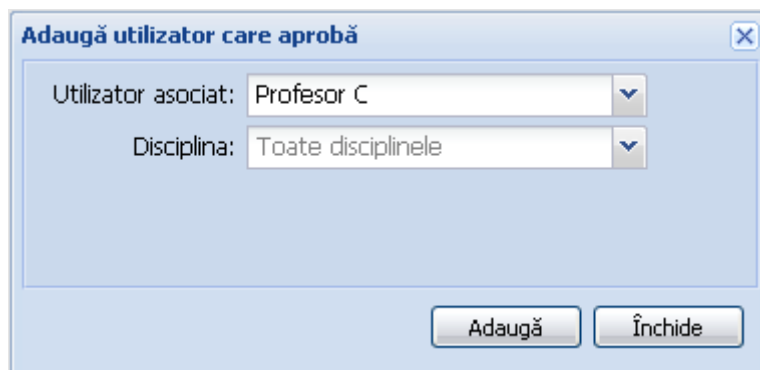 Adaugă utilizator care aprobă
Utilizator asociat: Profesor C
Disciplina: Toate disciplinele
Adaugă Închide